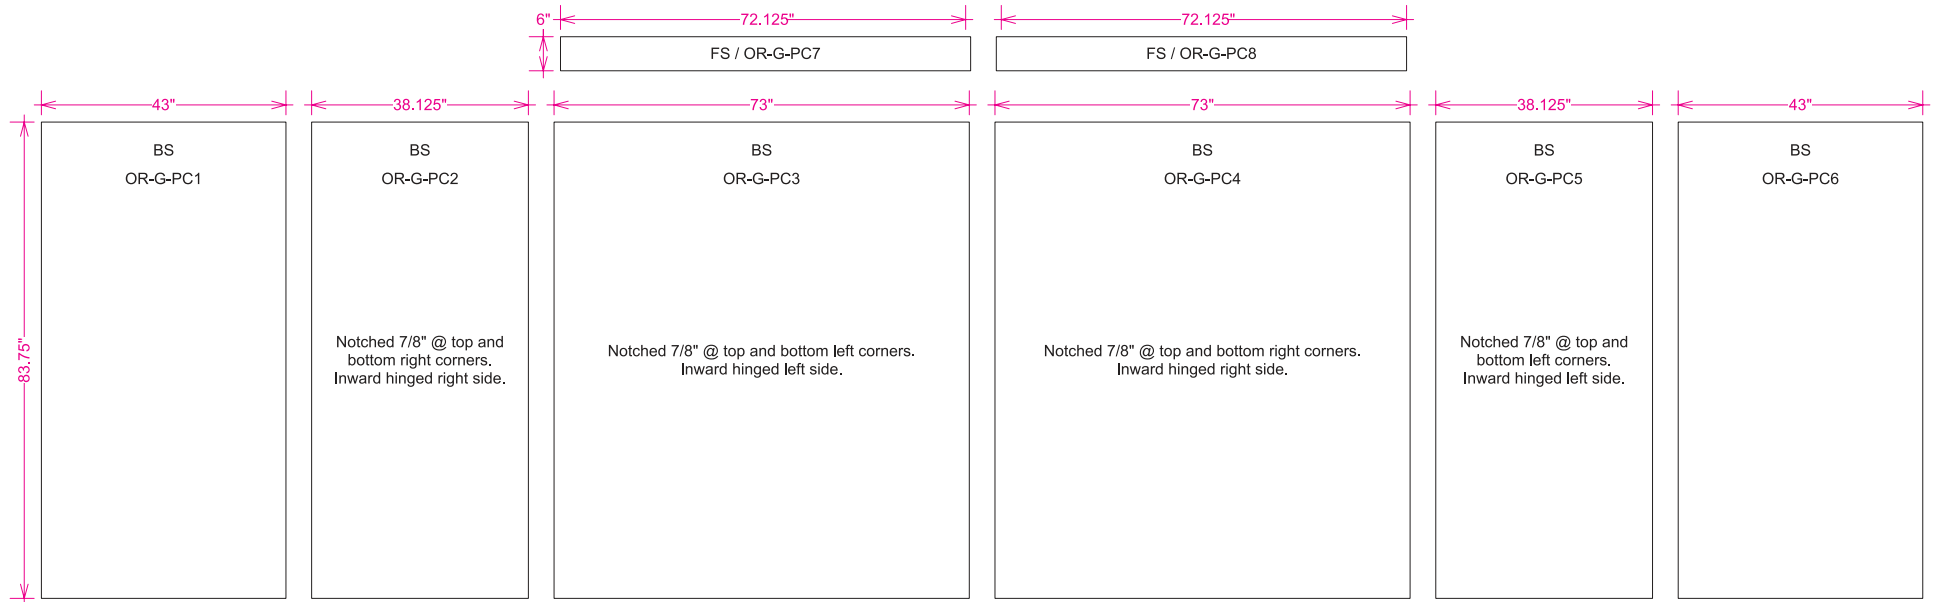 6"
72.125"
72.125"
FS / OR-G-PC7
FS / OR-G-PC8
43"
38.125"
73"
73"
38.125"
43"
83.75"
BS
OR-G-PC1
BS
OR-G-PC2
Notched 7/8" @ top and
bottom right corners.
Inward hinged right side.
BS
OR-G-PC3
Notched 7/8" @ top and bottom left corners.
Inward hinged left side.
BS
OR-G-PC4
Notched 7/8" @ top and bottom right corners.
Inward hinged right side.
BS
OR-G-PC5
Notched 7/8" @ top and
bottom left corners.
Inward hinged left side.
BS
OR-G-PC6